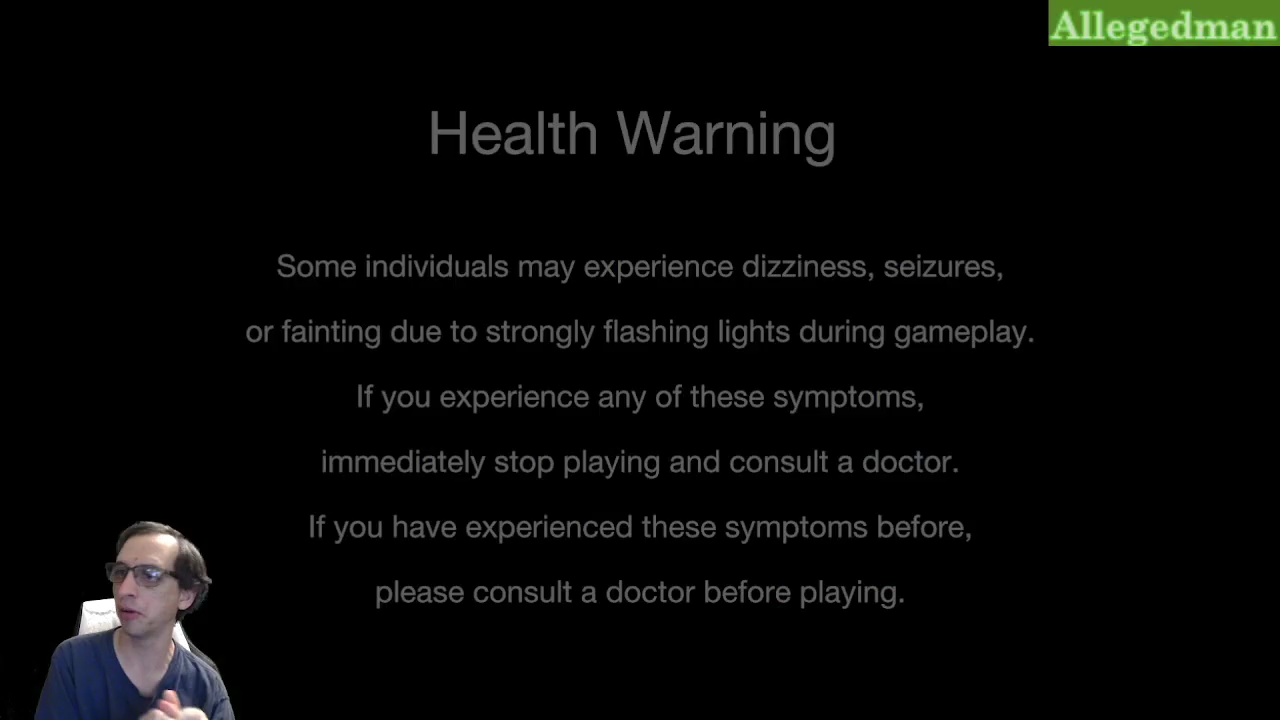 Allegedman
Health Warning
Some individuals may experience dizziness, seizures,
or fainting due to strongly flashing lights during gameplay.
If you experience any of these symptoms,
immediately stop playing and consult a doctor.
If you have experienced these symptoms before,
please consult a doctor before playing.